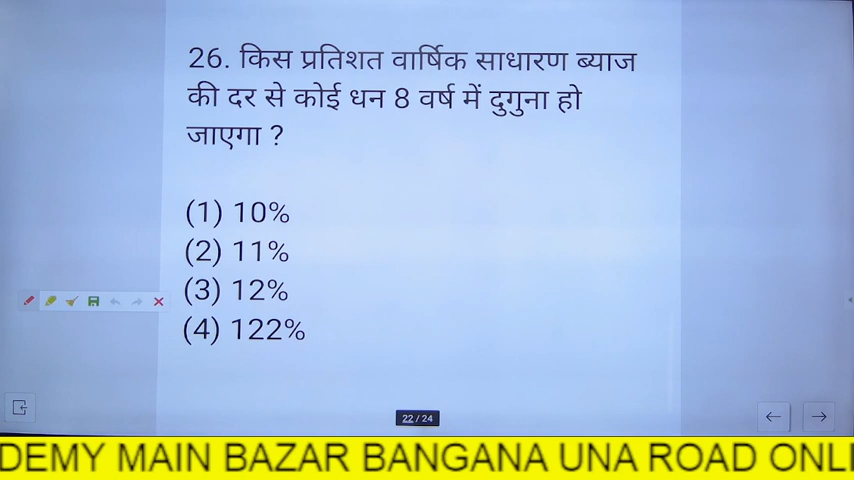 26. किस प्रतिशत वार्षिक साधारण ब्याज
की दर से कोई धन 8 वर्ष में दुगुना हो
जाएगा ?
(1) 10%
(2) 11%
(3) 12%
(4) 122%
22 / 24
DEMY MAIN BAZAR BANGANA UNA ROAD ONLI